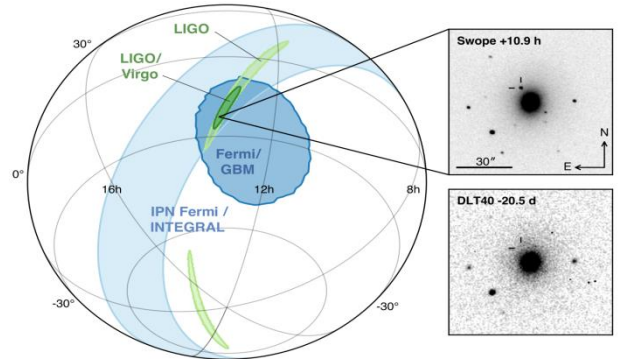 LIGO
LIGO/
Virgo
30°
Fermi/
GBM
0°
16h
12h
8h
IPN Fermi /
INTEGRAL
-30°
-30°
Swope +10.9 h
N
30"
E
DLT40 -20.5 d